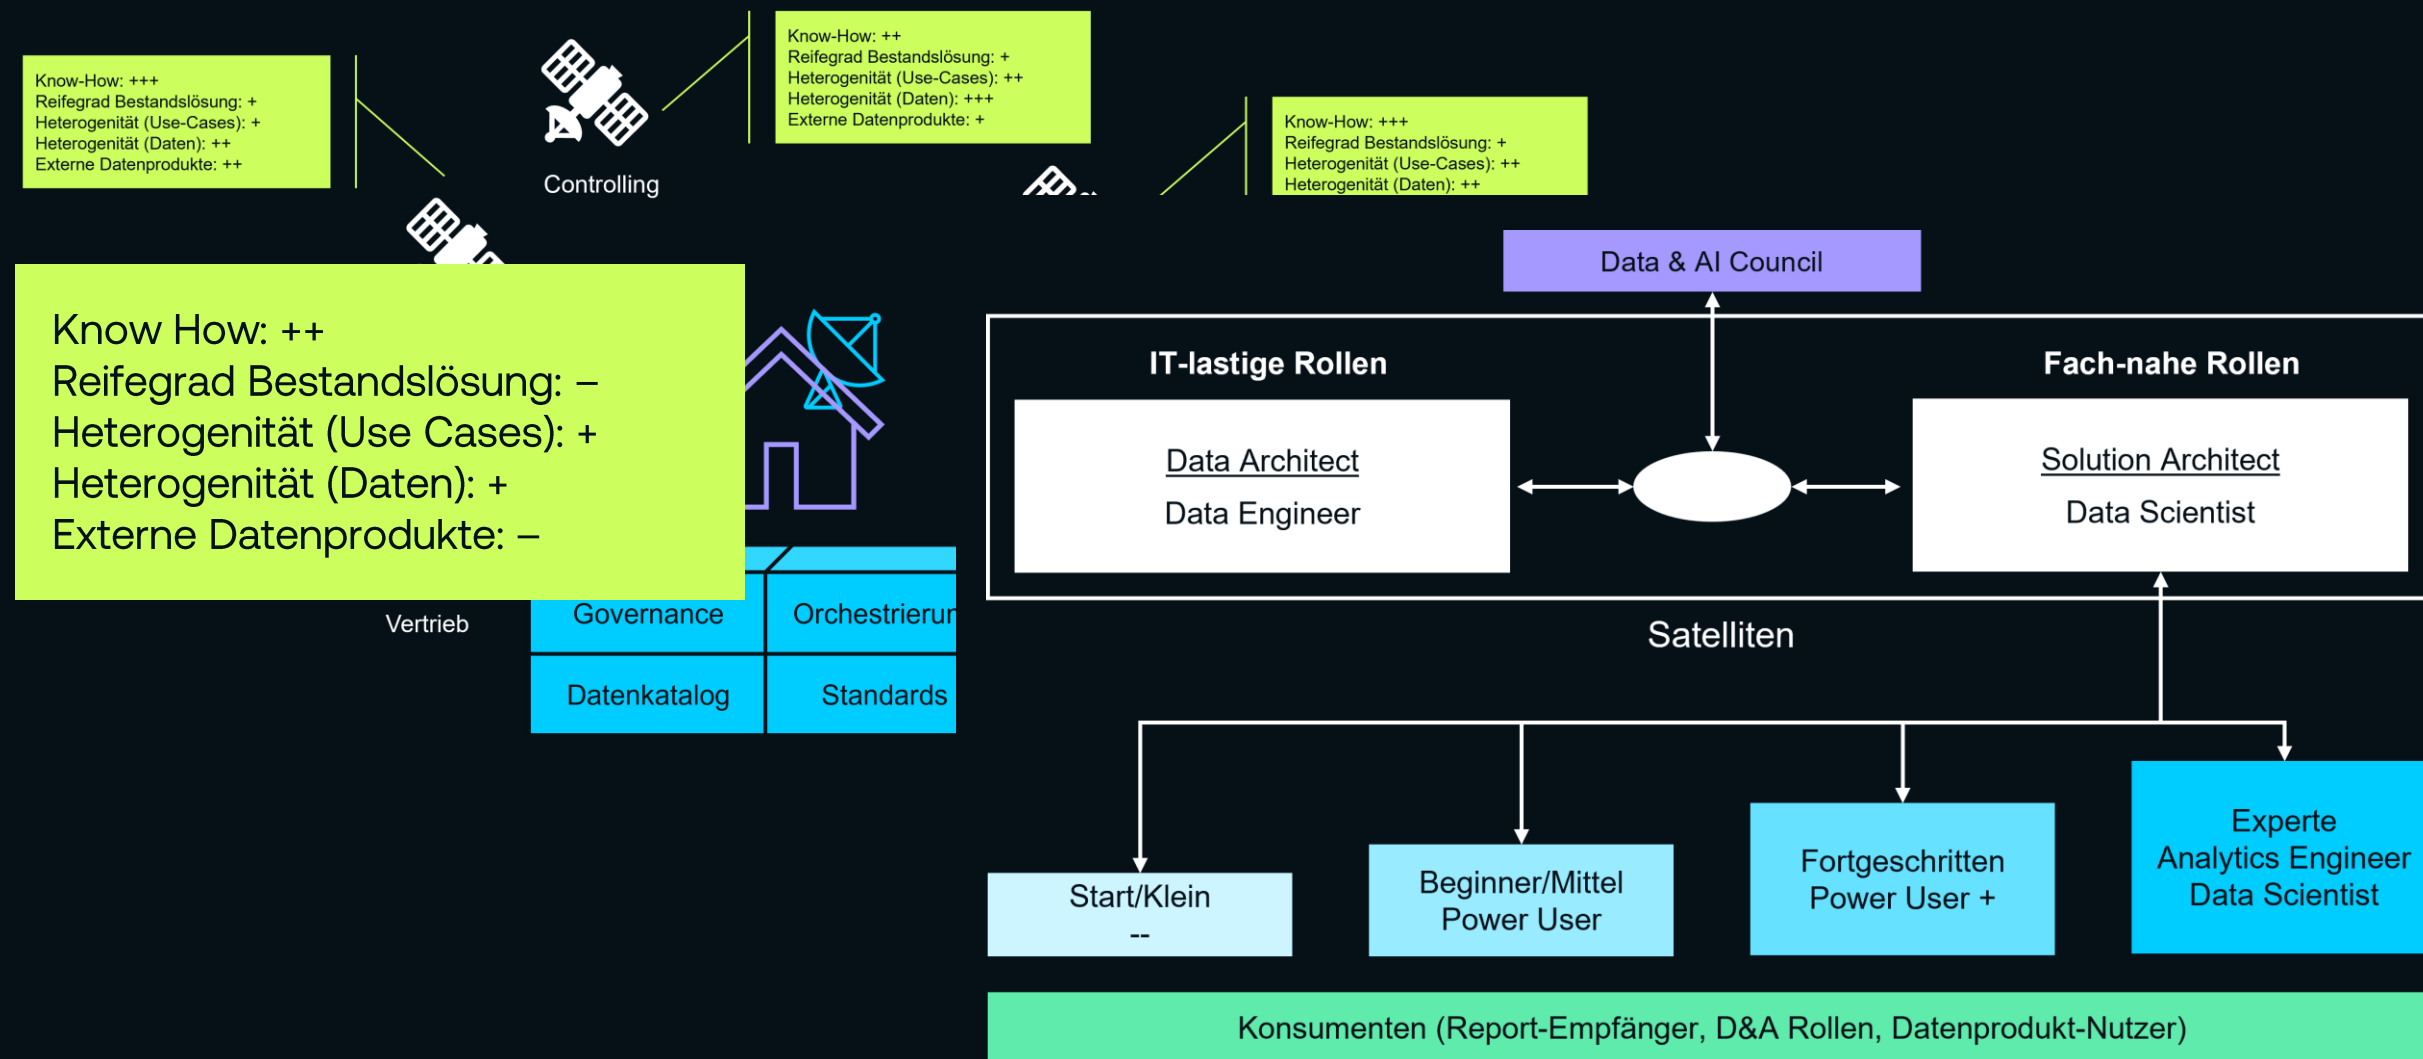 Know-How: +++
Reifegrad Bestandslösung: +
Heterogenität (Use-Cases): +
Heterogenität (Daten): ++
Externe Datenprodukte: ++
Know-How: ++
Reifegrad Bestandslösung: +
Heterogenität (Use-Cases): ++
Heterogenität (Daten): +++
Externe Datenprodukte: +
Controlling
Know-How: +++
Reifegrad Bestandslösung: +
Heterogenität (Use-Cases): ++
Heterogenität (Daten): ++
Know How: ++
Reifegrad Bestandslösung: –
Heterogenität (Use Cases): +
Heterogenität (Daten): +
Externe Datenprodukte: –
Vertrieb
Governance
Orchestrierun
Datenkatalog
Standards
Data & AI Council
IT-lastige Rollen
Data Architect
Data Engineer
Fach-nahe Rollen
Solution Architect
Data Scientist
Satelliten
Start/Klein
--
Beginner/Mittel
Power User
Fortgeschritten
Power User +
Experte
Analytics Engineer
Data Scientist
Konsumenten (Report-Empfänger, D&A Rollen, Datenprodukt-Nutzer)